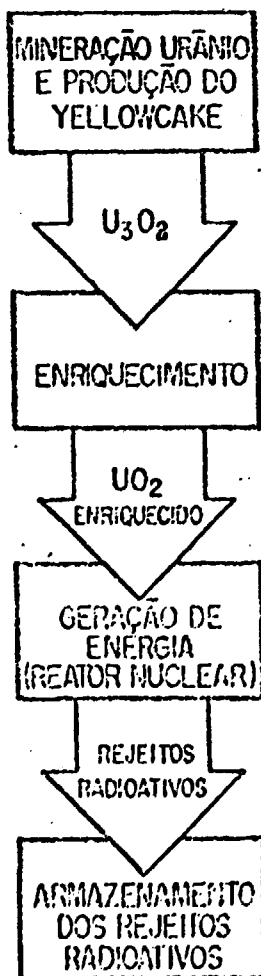 MINERAÇÃO URÂNIO
E PRODUÇÃO DO
YELLOWCAKE
U₃O₂
ENRIQUECIMENTO
UO₂
ENRIQUECIDO
GERAÇÃO DE
ENERGIA
(REATOR NUCLEAR)
REJEITOS
RADIOATIVOS
ARMAZENAMENTO
DOS REJEITOS
RADIOATIVOS